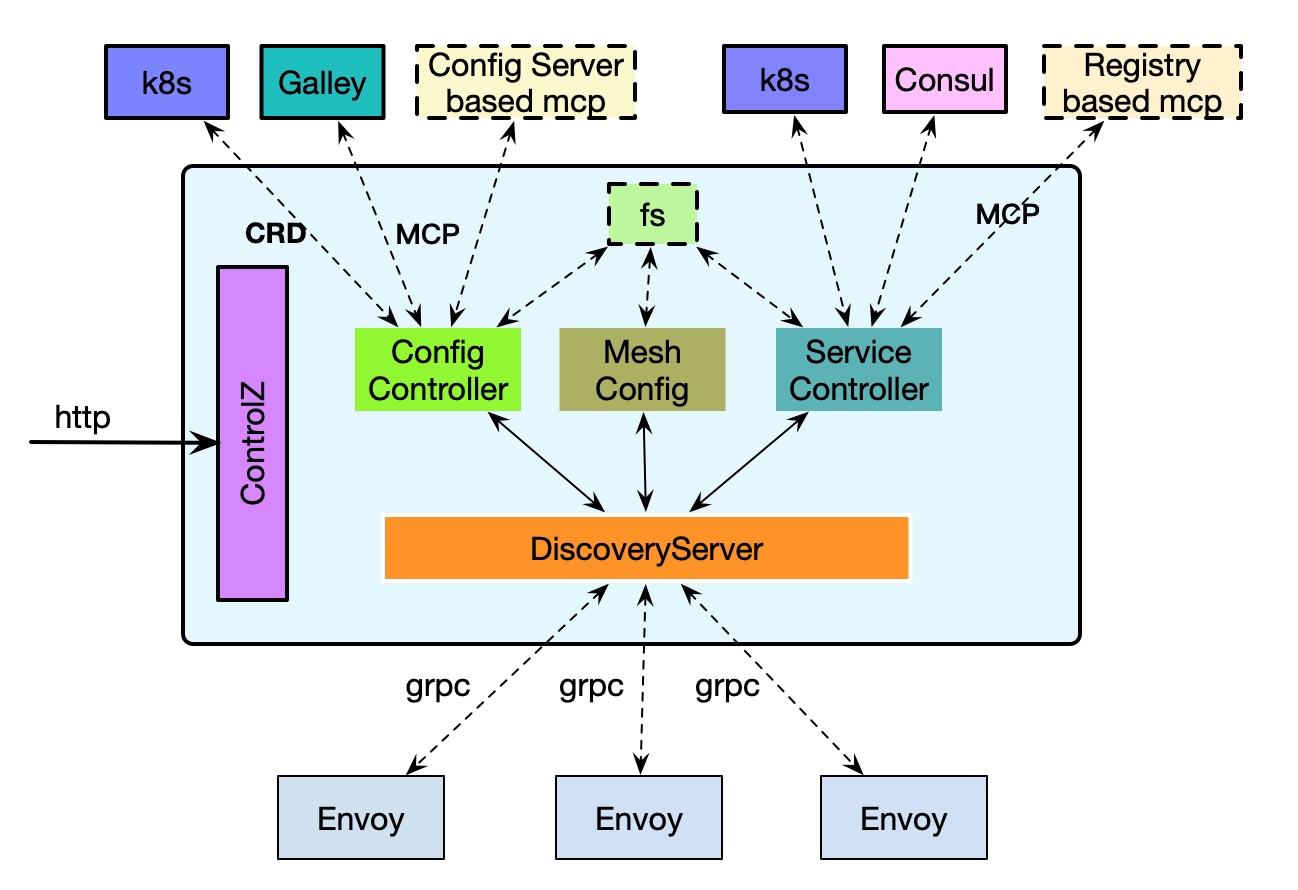 k8s
Galley
Config Server
based mcp
k8s
Consul
Registry
based mcp
CRD
MCP
fs
MCP
Config
Controller
Mesh
Config
Service
Controller
http
ControlZ
DiscoveryServer
grpc
grpc
grpc
Envoy
Envoy
Envoy